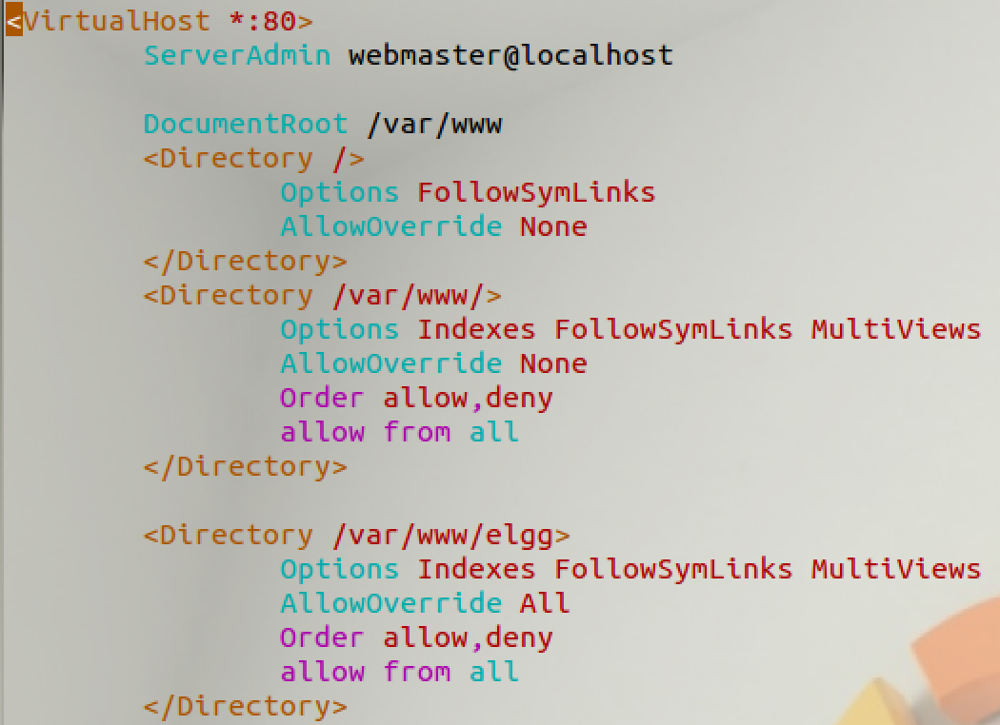 <VirtualHost *:80>
        ServerAdmin webmaster@localhost

        DocumentRoot /var/www
        <Directory />
                Options FollowSymLinks
                AllowOverride None
        </Directory>
        <Directory /var/www/>
                Options Indexes FollowSymLinks MultiViews
                AllowOverride None
                Order allow,deny
                allow from all
        </Directory>

        <Directory /var/www/elgg>
                Options Indexes FollowSymLinks MultiViews
                AllowOverride All
                Order allow,deny
                allow from all
        </Directory>